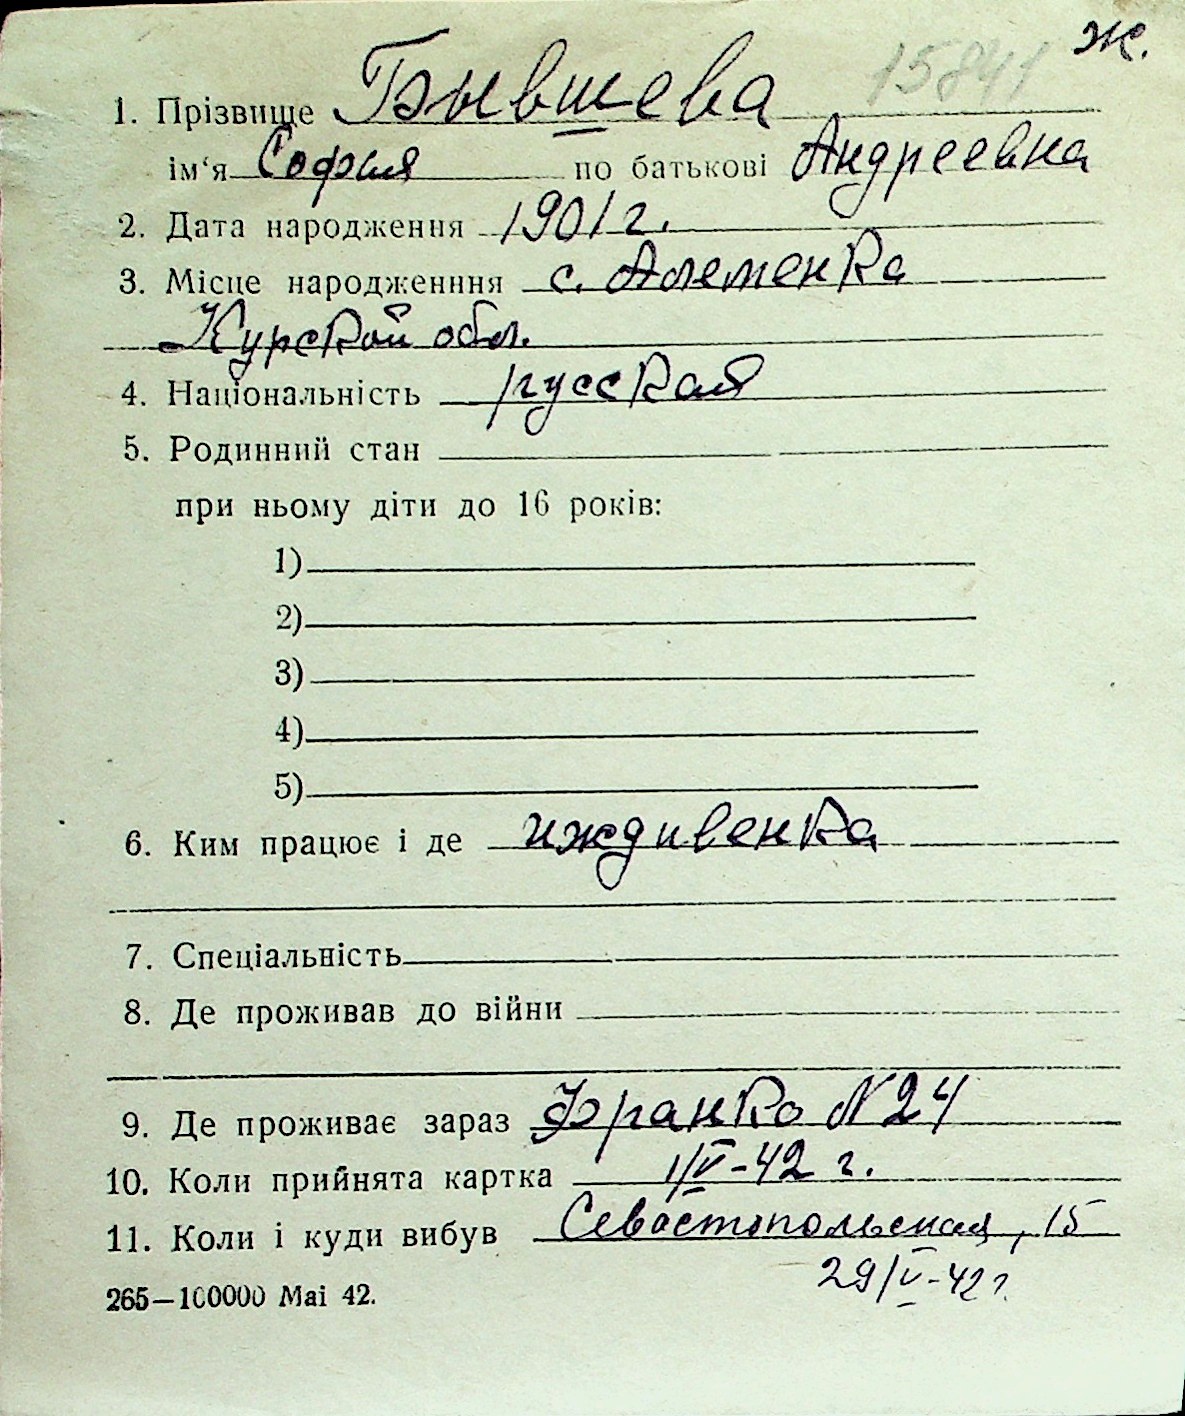 ж.
15841
1. Прізвище Бывшева
ім‘я София по батькові Андреевна
2. Дата народження 1901 г.
3. Місце народженння с.
Курской обл.
4. Національність русская
5. Родинний стан
при ньому діти до 16 років:
1)
2)
3)
4)
5)
6. Ким працює і де иждивенка
7. Спеціальність
8. Де проживав до війни
9. Де проживає зараз Франко N 24
10. Коли прийнята картка 1/V-42 г.
11. Коли і куди вибув Севастопольская, 15
29/V-42 г.
265—100000 Маі 42.